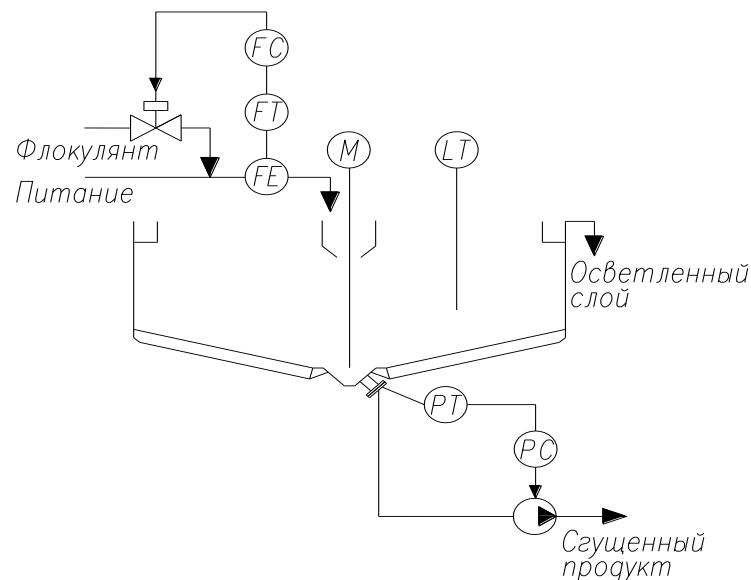 FC
FT
M
LT
Флокулянт
FE
Питание
Осветленный
слой
PT
PC
Сгущенный
продукт